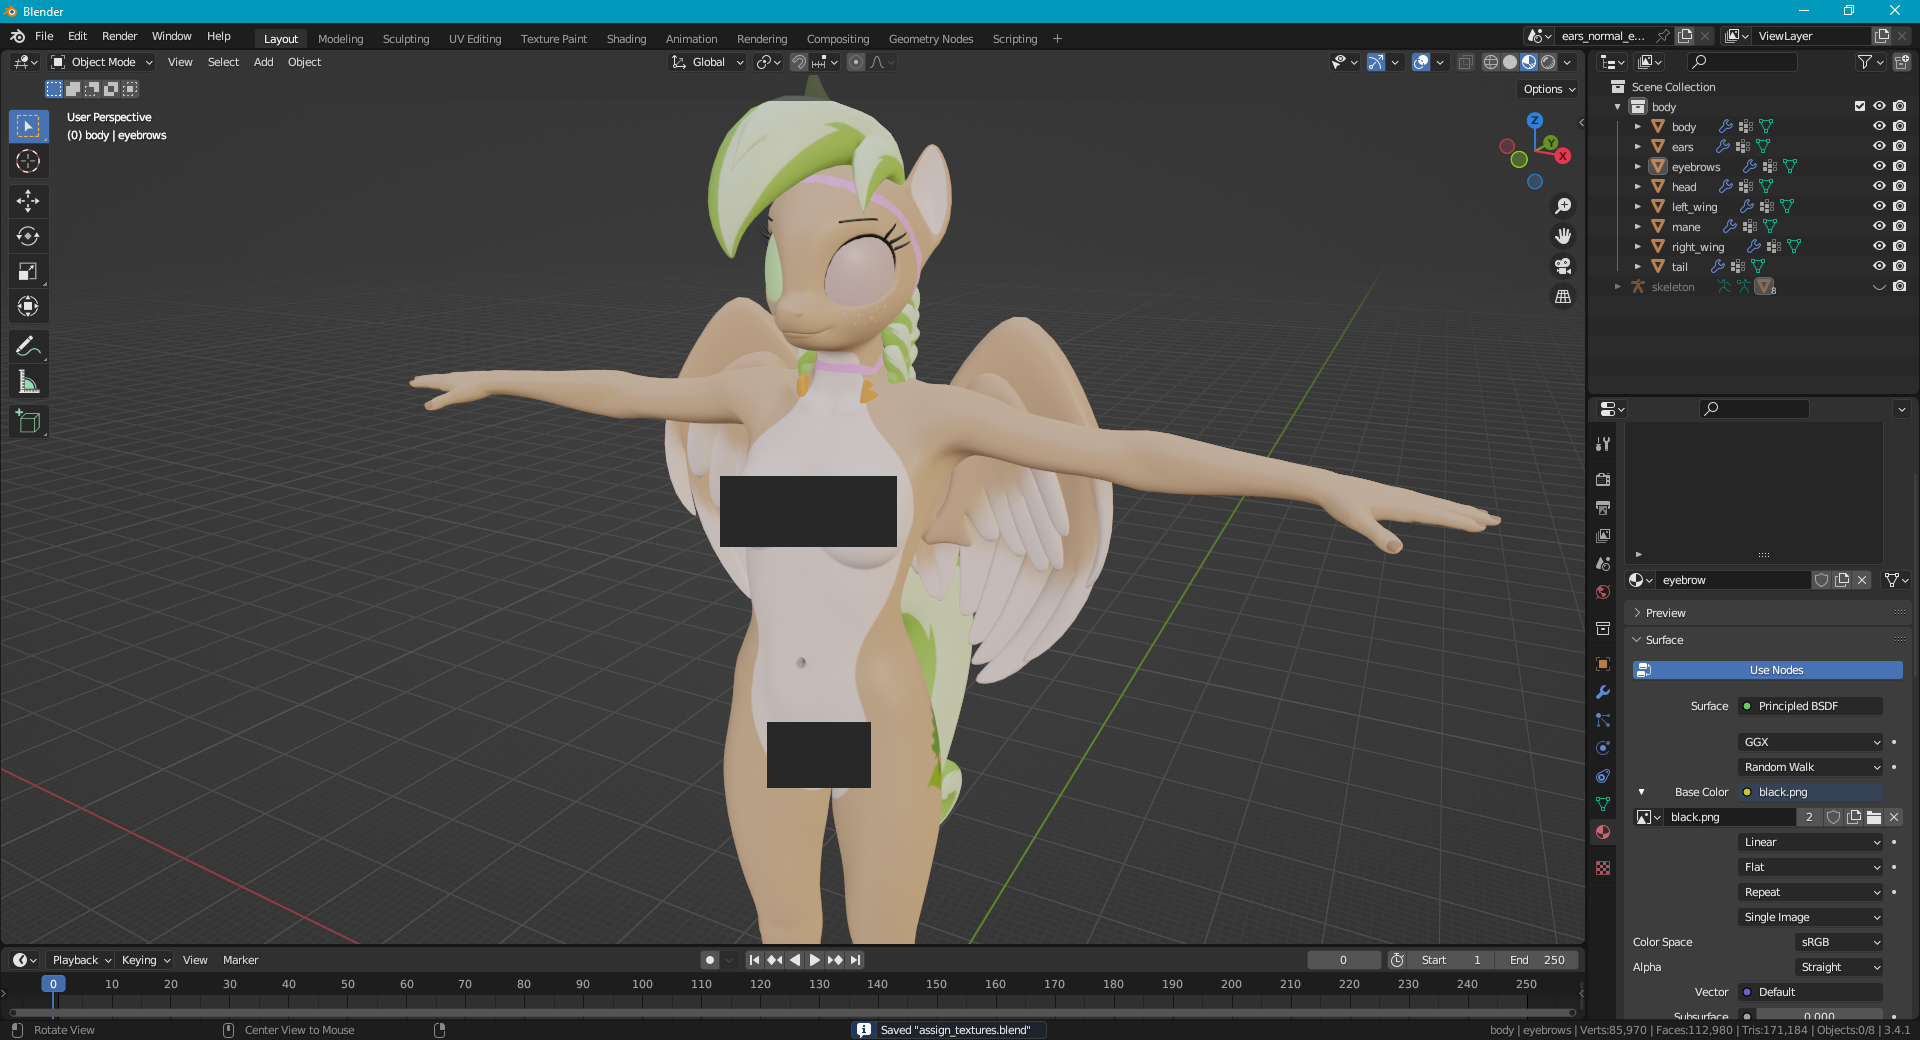 Blender
File Edit Render Window Help
Layout Modeling Sculpting UV Editing Texture Paint Shading Animation Rendering Compositing Geometry Nodes Scripting +
ears_normal_e...
ViewLayer
Object Mode View Select Add Object
Global
Options
User Perspective
(0) body | eyebrows
Z
Y
X
Scene Collection
body
body
ears
eyebrows
head
left_wing
mane
right_wing
tail
skeleton
8
eyebrow
Preview
Surface
Use Nodes
Surface Principled BSDF
GGX
Random Walk
Base Color black.png
black.png 2
Linear
Flat
Repeat
Single Image
Color Space sRGB
Alpha Straight
Vector Default
Subsurface 0.000
Playback Keying View Marker
0 Start 1 End 250
0 10 20 30 40 50 60 70 80 90 100 110 120 130 140 150 160 170 180 190 200 210 220 230 240 250
Rotate View Center View to Mouse
Saved "assign_textures.blend"
body | eyebrows | Verts:85,970 | Faces:112,980 | Tris:171,184 | Objects:0/8 | 3.4.1